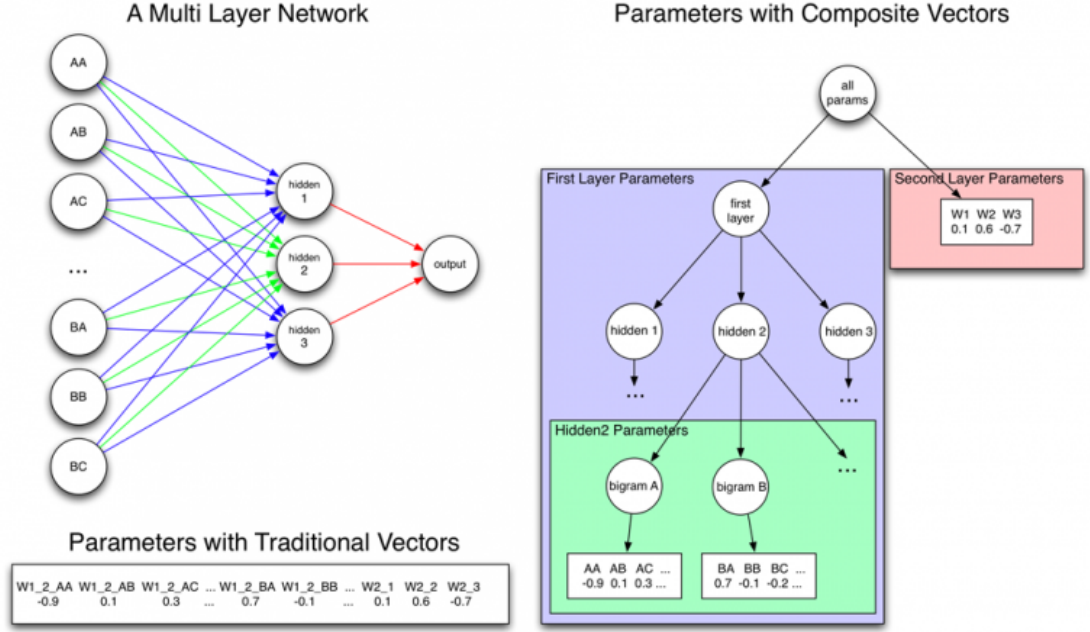 A Multi Layer Network
AA
AB
AC
...
BA
BB
BC
hidden
1
hidden
2
hidden
3
output
Parameters with Traditional Vectors
W1_2_AA W1_2_AB W1_2_AC ... W1_2_BA W1_2_BB ... W2_1 W2_2 W2_3
-0.9 0.1 0.3 ... 0.7 -0.1 ... 0.1 0.6 -0.7
Parameters with Composite Vectors
all
params
First Layer Parameters
Second Layer Parameters
first
layer
W1 W2 W3
0.1 0.6 -0.7
hidden 1
hidden 2
hidden 3
...
...
Hidden2 Parameters
...
bigram A
bigram B
AA AB AC ...
-0.9 0.1 0.3 ...
BA BB BC ...
0.7 -0.1 -0.2 ...